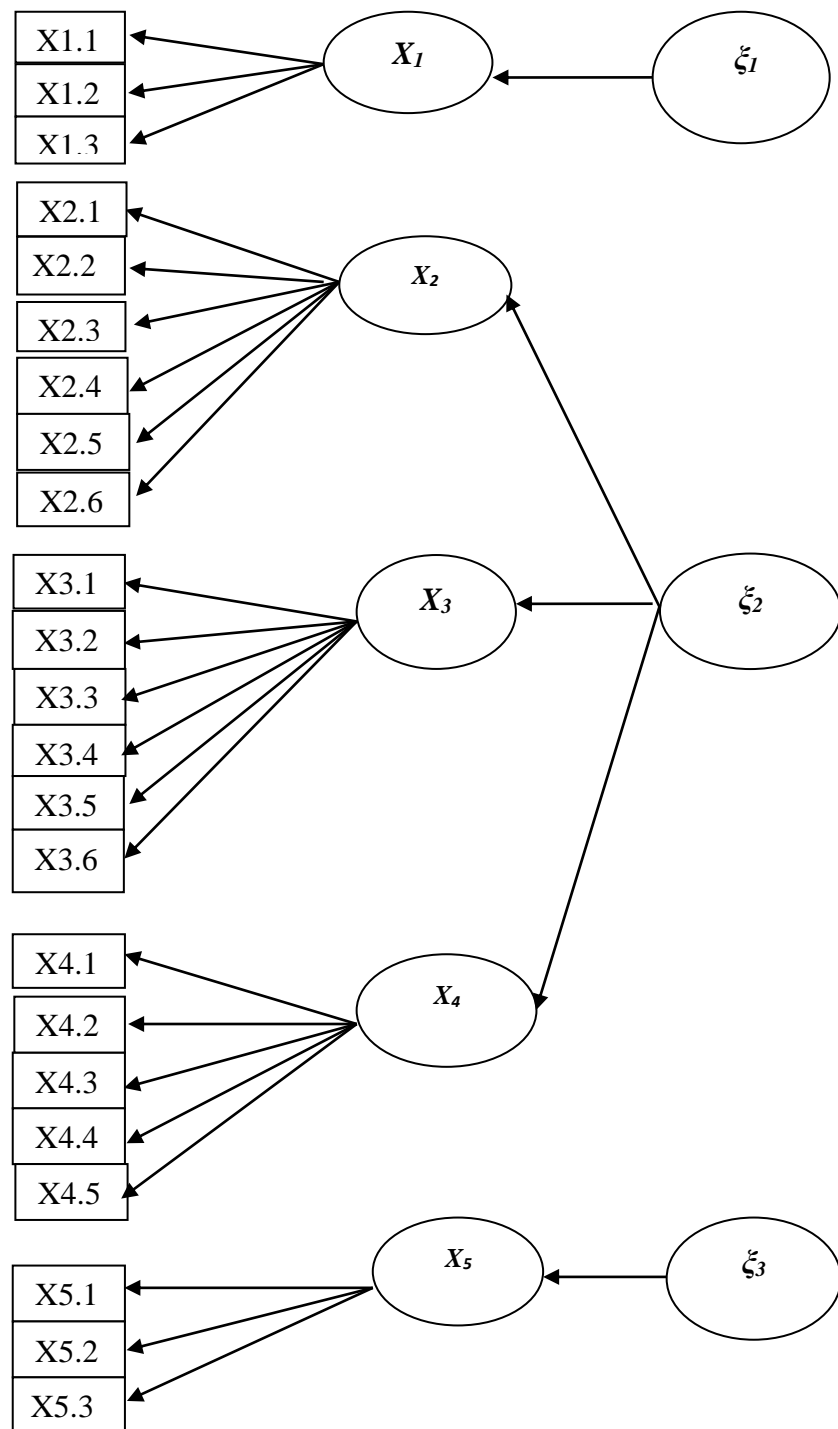 X1.1
X1.2
X1.3
X₁
ξ₁
X2.1
X2.2
X2.3
X2.4
X2.5
X2.6
X₂
X3.1
X3.2
X3.3
X3.4
X3.5
X3.6
X₃
ξ₂
X4.1
X4.2
X4.3
X4.4
X4.5
X₄
X5.1
X5.2
X5.3
X₅
ξ₃